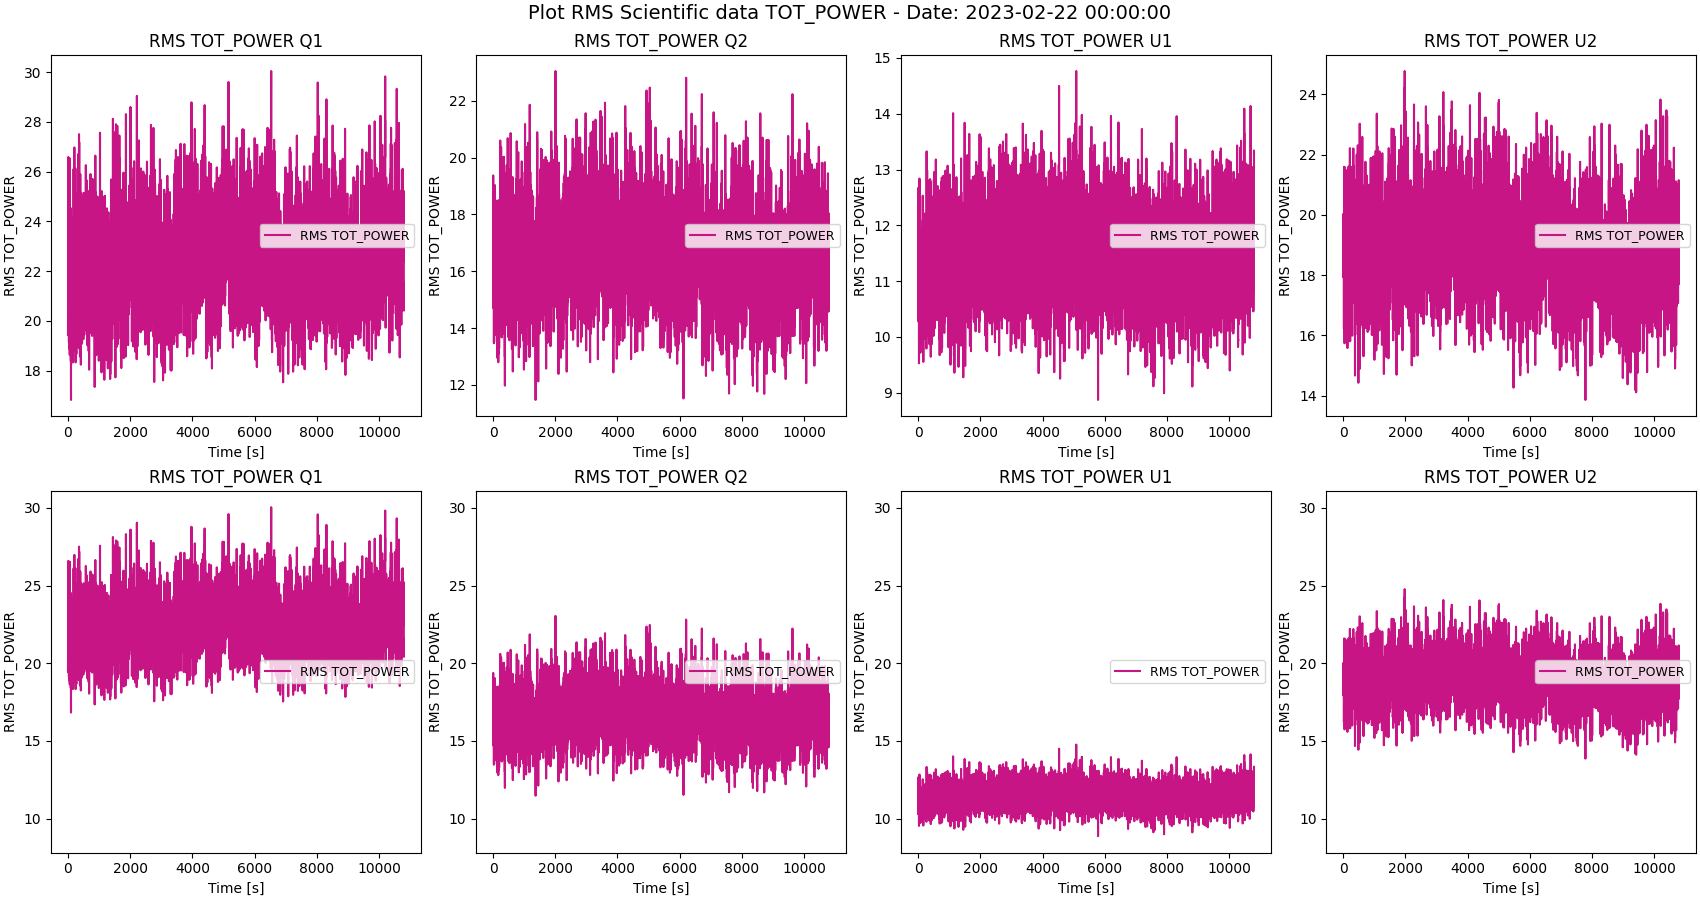 Plot RMS Scientific data TOT_POWER - Date: 2023-02-22 00:00:00
RMS TOT_POWER Q1
RMS TOT_POWER
30
28
26
24
22
20
18
RMS TOT_POWER
0 2000 4000 6000 8000 10000
Time [s]
RMS TOT_POWER Q2
RMS TOT_POWER
22
20
18
16
14
12
RMS TOT_POWER
0 2000 4000 6000 8000 10000
Time [s]
RMS TOT_POWER U1
RMS TOT_POWER
15
14
13
12
11
10
9
RMS TOT_POWER
0 2000 4000 6000 8000 10000
Time [s]
RMS TOT_POWER U2
RMS TOT_POWER
24
22
20
18
16
14
RMS TOT_POWER
0 2000 4000 6000 8000 10000
Time [s]
RMS TOT_POWER Q1
RMS TOT_POWER
30
25
20
15
10
RMS TOT_POWER
0 2000 4000 6000 8000 10000
Time [s]
RMS TOT_POWER Q2
RMS TOT_POWER
30
25
20
15
10
RMS TOT_POWER
0 2000 4000 6000 8000 10000
Time [s]
RMS TOT_POWER U1
RMS TOT_POWER
30
25
20
15
10
RMS TOT_POWER
0 2000 4000 6000 8000 10000
Time [s]
RMS TOT_POWER U2
RMS TOT_POWER
30
25
20
15
10
RMS TOT_POWER
0 2000 4000 6000 8000 10000
Time [s]